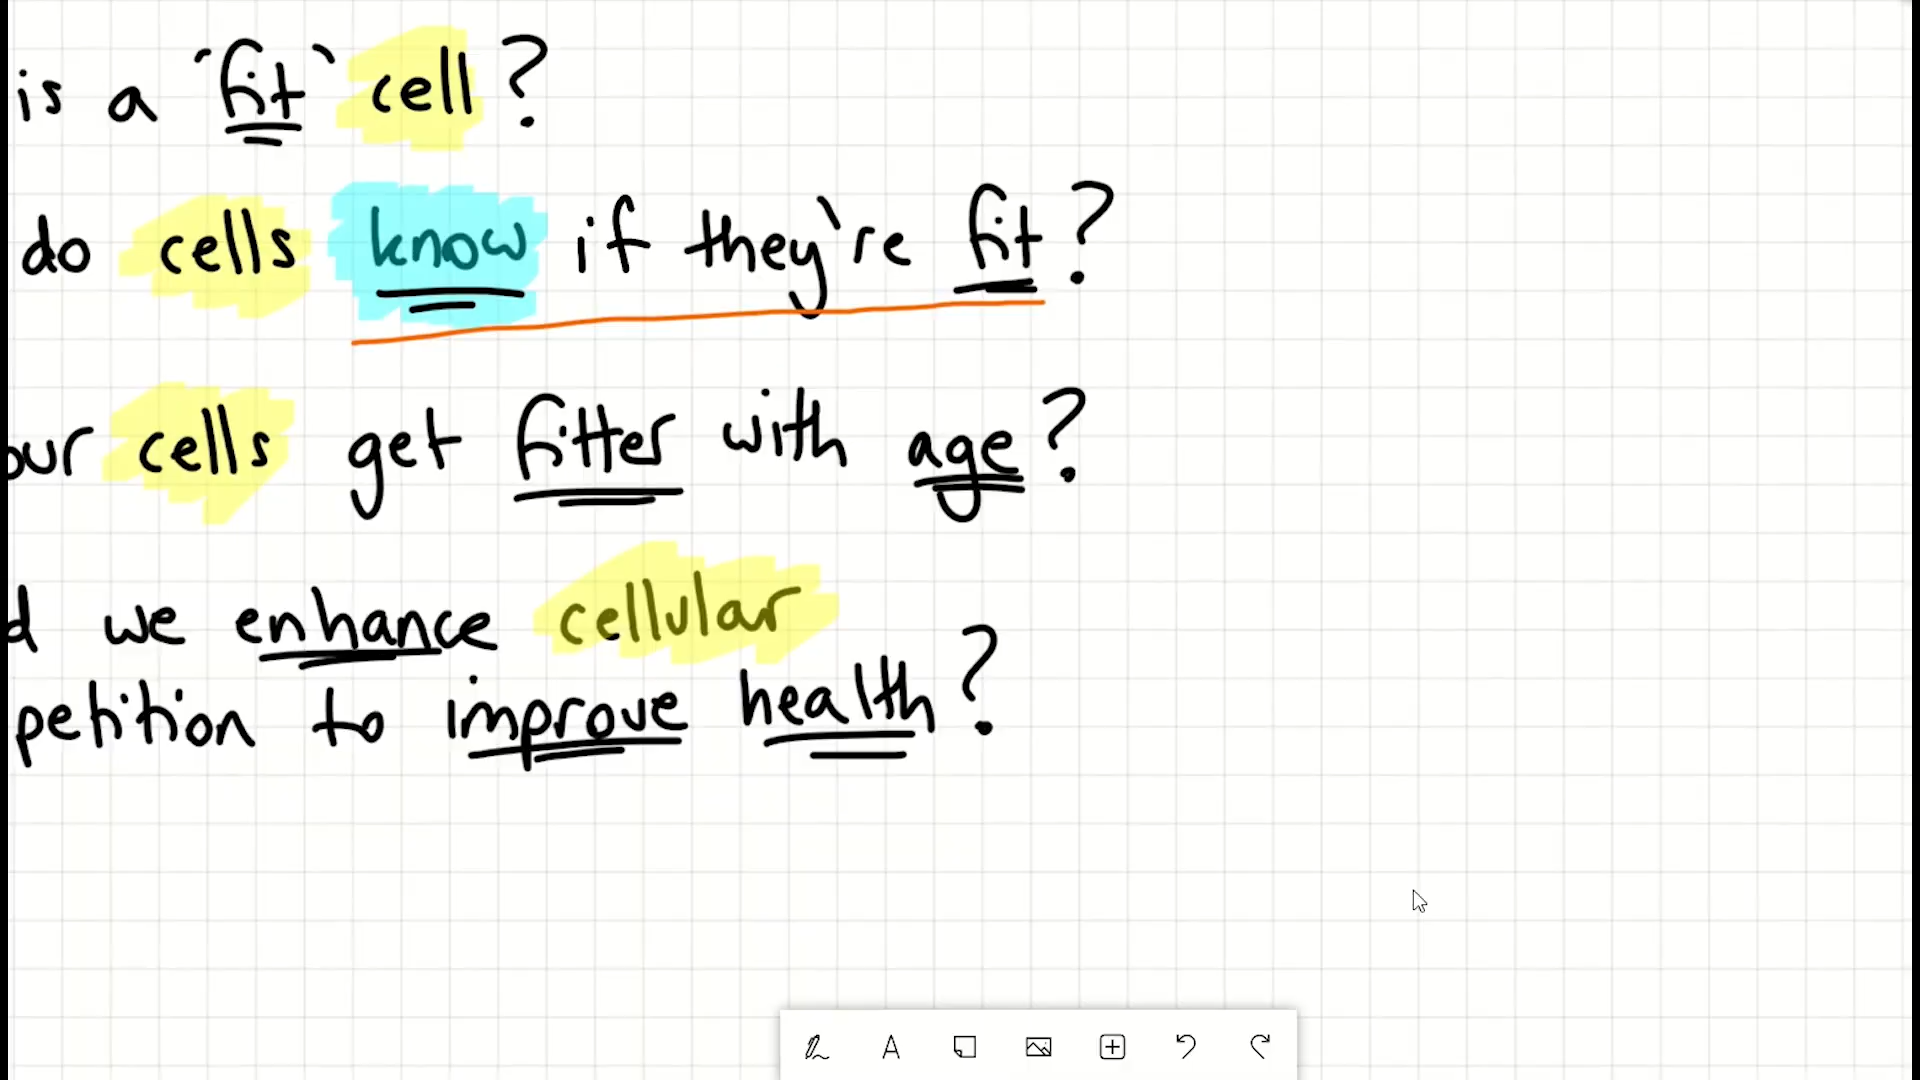 is a 'fit' cell?
do cells know if they're fit?
our cells get fitter with age?
d we enhance cellular
petition to improve health?
A